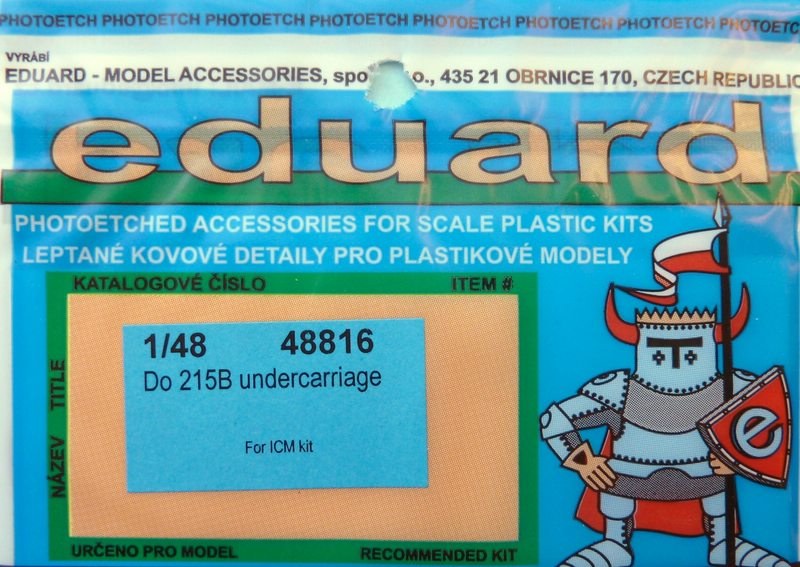 PHOTOETCH PHOTOETCH PHOTOETCH PHOTOETCH PHOTOETCH PHOTOETCH PHOTOETCH PHOTOETC
VYRÁBÍ
EDUARD - MODEL ACCESSORIES, spo .o., 435 21 OBRNICE 170, CZECH REPUBLIC
eduard
PHOTOETCHED ACCESSORIES FOR SCALE PLASTIC KITS
LEPTANÉ KOVOVÉ DETAILY PRO PLASTIKOVÉ MODELY
KATALOGOVÉ ČÍSLO ITEM #
1/48 48816
Do 215B undercarriage
For ICM kit
NÁZEV TITLE
e
URČENO PRO MODEL RECOMMENDED KIT